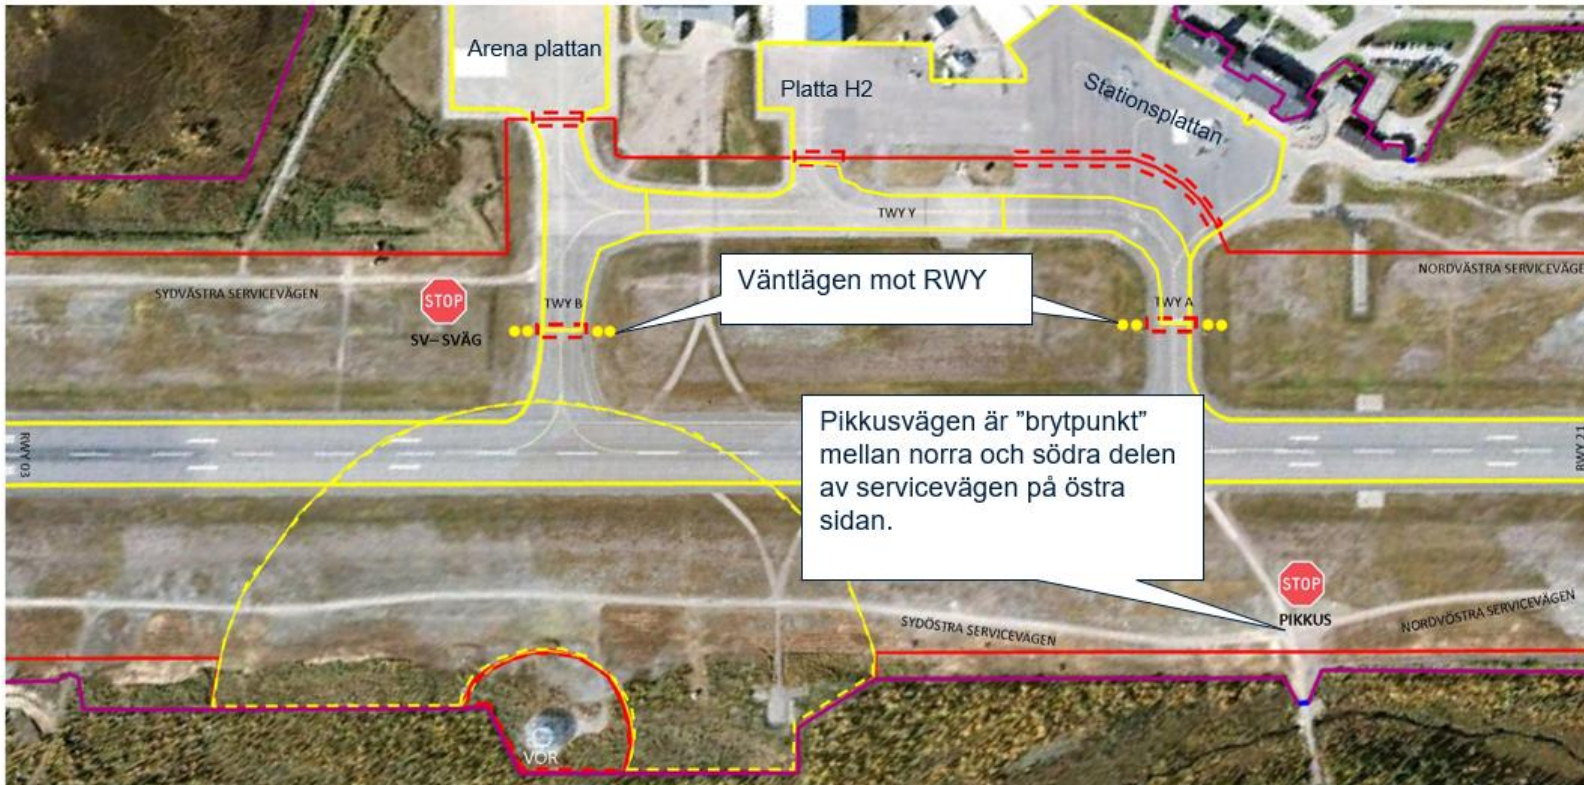 Arena plattan
Platta H2
Stationsplattan
TWY Y
SYDVÄSTRA SERVICEVÄGEN
NORDVÄSTRA SERVICEVÄGE
STOP
SV–SVÄG
TWY B
Väntlägen mot RWY
TWY A
RWY 03
RWY 21
Pikkusvägen är ”brytpunkt”
mellan norra och södra delen
av servicevägen på östra
sidan.
STOP
PIKKUS
SYDÖSTRA SERVICEVÄGEN
NORDVÖSTRA SERVICEVÄGEN
VOR